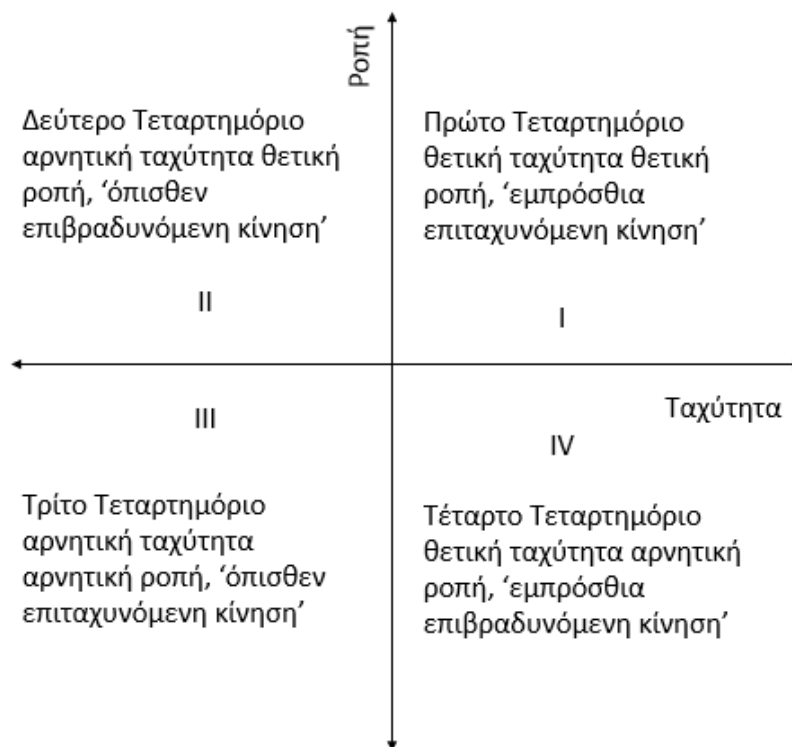 Ροπή
Δεύτερο Τεταρτημόριο
αρνητική ταχύτητα θετική
ροπή, ‘όπισθεν
επιβραδυνόμενη κίνηση’
II
Πρώτο Τεταρτημόριο
θετική ταχύτητα θετική
ροπή, ‘εμπρόσθια
επιταχυνόμενη κίνηση’
I
Ταχύτητα
III
Τρίτο Τεταρτημόριο
αρνητική ταχύτητα
αρνητική ροπή, ‘όπισθεν
επιταχυνόμενη κίνηση’
IV
Τέταρτο Τεταρτημόριο
θετική ταχύτητα αρνητική
ροπή, ‘εμπρόσθια
επιβραδυνόμενη κίνηση’